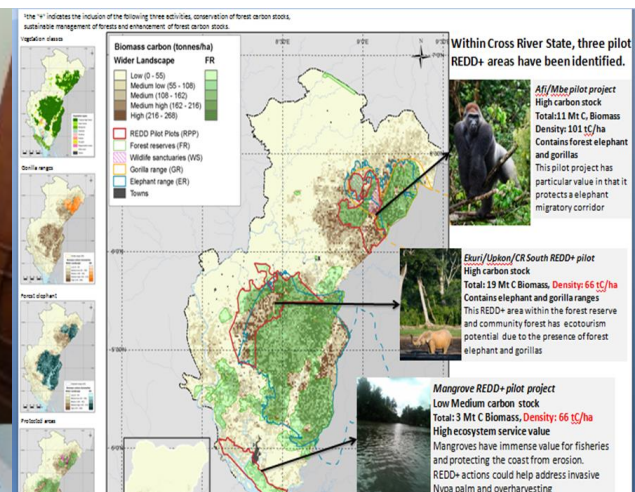 ¹the "+" indicates the inclusion of the following three activities, conservation of forest carbon stocks,
sustainable management of forests and enhancement of forest carbon stocks.
Vegetation classes
Gorilla ranges
Forest elephant
Protected areas
Biomass carbon (tonnes/ha)
Wider Landscape FR
Low (0 - 55)
Medium low (55 - 108)
Medium (108 - 162)
Medium high (162 - 216)
High (216 - 268)
REDD Pilot Plots (RPP)
Forest reserves (FR)
Wildlife sanctuaries (WS)
Gorilla range (GR)
Elephant range (ER)
Towns
Within Cross River State, three pilot
REDD+ areas have been identified.
Afi/Mbe pilot project
High carbon stock
Total:11 Mt C, Biomass
Density: 101 tC/ha
Contains forest elephant
and gorillas
This pilot project has
particular value in that it
protects a elephant
migratory corridor
Ekuri/Upkon/CR South REDD+ pilot
High carbon stock
Total: 19 Mt C Biomass, Density: 66 tC/ha
Contains elephant and gorilla ranges
This REDD+ area within the forest reserve
and community forest has ecotourism
potential due to the presence of forest
elephant and gorillas
Mangrove REDD+ pilot project
Low Medium carbon stock
Total: 3 Mt C Biomass, Density: 66 tC/ha
High ecosystem service value
Mangroves have immense value for fisheries
and protecting the coast from erosion.
REDD+ actions could help address invasive
Nypa palm and overharvesting